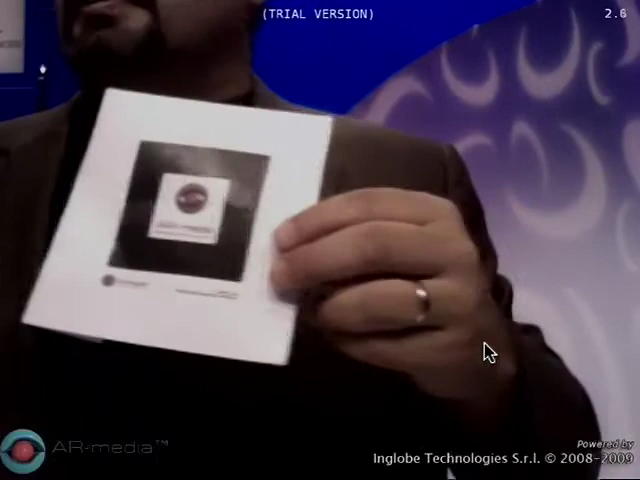 (TRIAL VERSION)
2.6
AR-media™
Powered by
Inglobe Technologies S.r.l. © 2008-2009